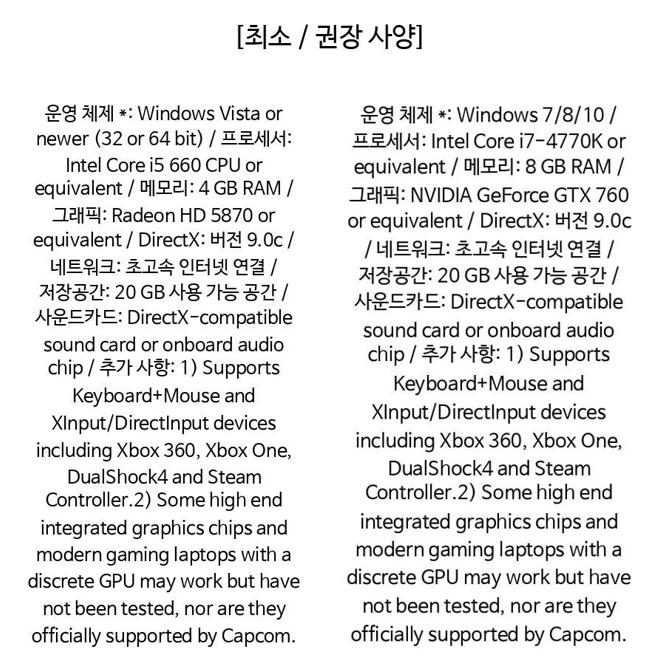 [최소 / 권장 사양]
운영 체제 *: Windows Vista or
newer (32 or 64 bit) / 프로세서:
Intel Core i5 660 CPU or
equivalent / 메모리: 4 GB RAM /
그래픽: Radeon HD 5870 or
equivalent / DirectX: 버전 9.0c /
네트워크: 초고속 인터넷 연결 /
저장공간: 20 GB 사용 가능 공간 /
사운드카드: DirectX-compatible
sound card or onboard audio
chip / 추가 사항: 1) Supports
Keyboard+Mouse and
XInput/DirectInput devices
including Xbox 360, Xbox One,
DualShock4 and Steam
Controller.2) Some high end
integrated graphics chips and
modern gaming laptops with a
discrete GPU may work but have
not been tested, nor are they
officially supported by Capcom.
운영 체제 *: Windows 7/8/10 /
프로세서: Intel Core i7-4770K or
equivalent / 메모리: 8 GB RAM /
그래픽: NVIDIA GeForce GTX 760
or equivalent / DirectX: 버전 9.0c
/ 네트워크: 초고속 인터넷 연결 /
저장공간: 20 GB 사용 가능 공간 /
사운드카드: DirectX-compatible
sound card or onboard audio
chip / 추가 사항: 1) Supports
Keyboard+Mouse and
XInput/DirectInput devices
including Xbox 360, Xbox One,
DualShock4 and Steam
Controller.2) Some high end
integrated graphics chips and
modern gaming laptops with a
discrete GPU may work but have
not been tested, nor are they
officially supported by Capcom.